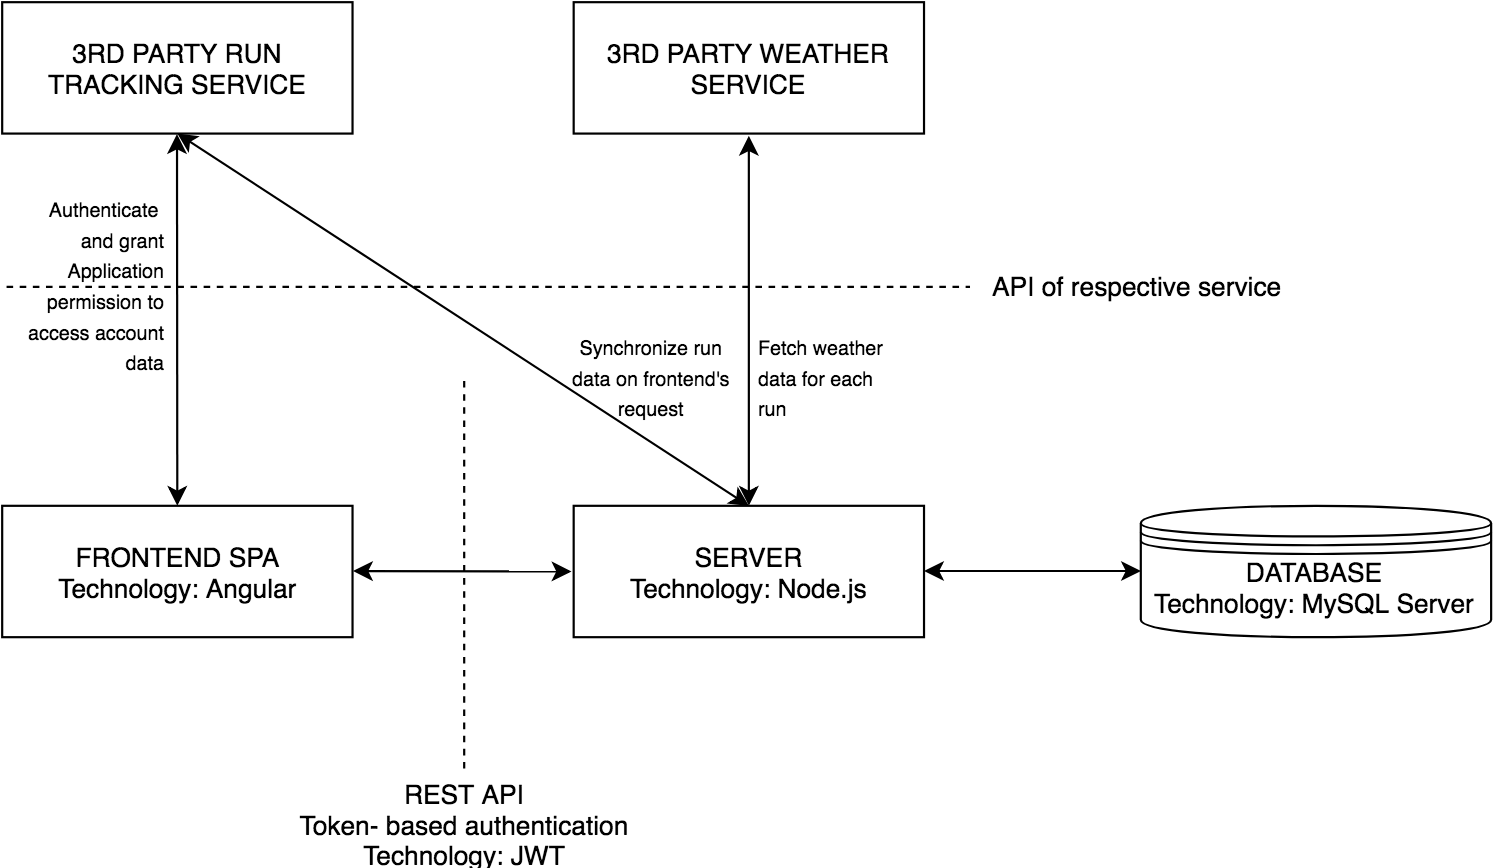 3RD PARTY RUN
TRACKING SERVICE
3RD PARTY WEATHER
SERVICE
Authenticate
and grant
Application
permission to
access account
data
API of respective service
Synchronize run
data on frontend's
request
Fetch weather
data for each
run
FRONTEND SPA
Technology: Angular
SERVER
Technology: Node.js
DATABASE
Technology: MySQL Server
REST API
Token- based authentication
Technology: JWT